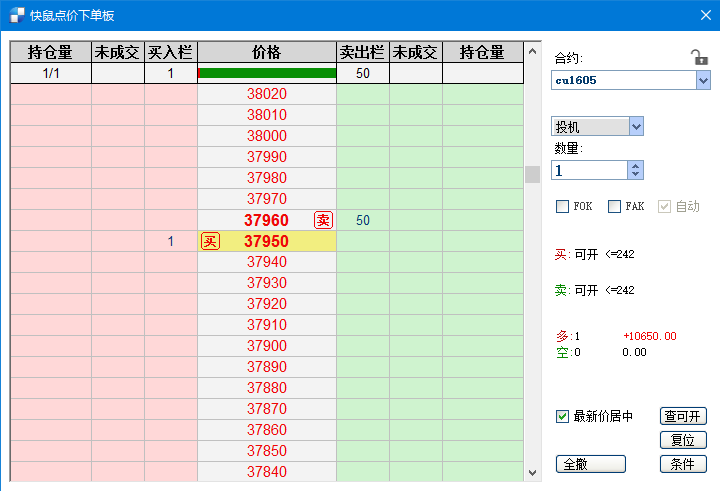 快鼠点价下单板
持仓量 未成交 买入栏 价格 卖出栏 未成交 持仓量
1/1 1 50
38020
38010
38000
37990
37980
37970
37960 卖 50
1 买 37950
37940
37930
37920
37910
37900
37890
37880
37870
37860
37850
37840
合约:
cu1605
投机
数量:
1
FOK FAK 自动
买:可开 <=242
卖:可开 <=242
多:1 +10650.00
空:0 0.00
最新价居中 查可开
复位
全撤 条件